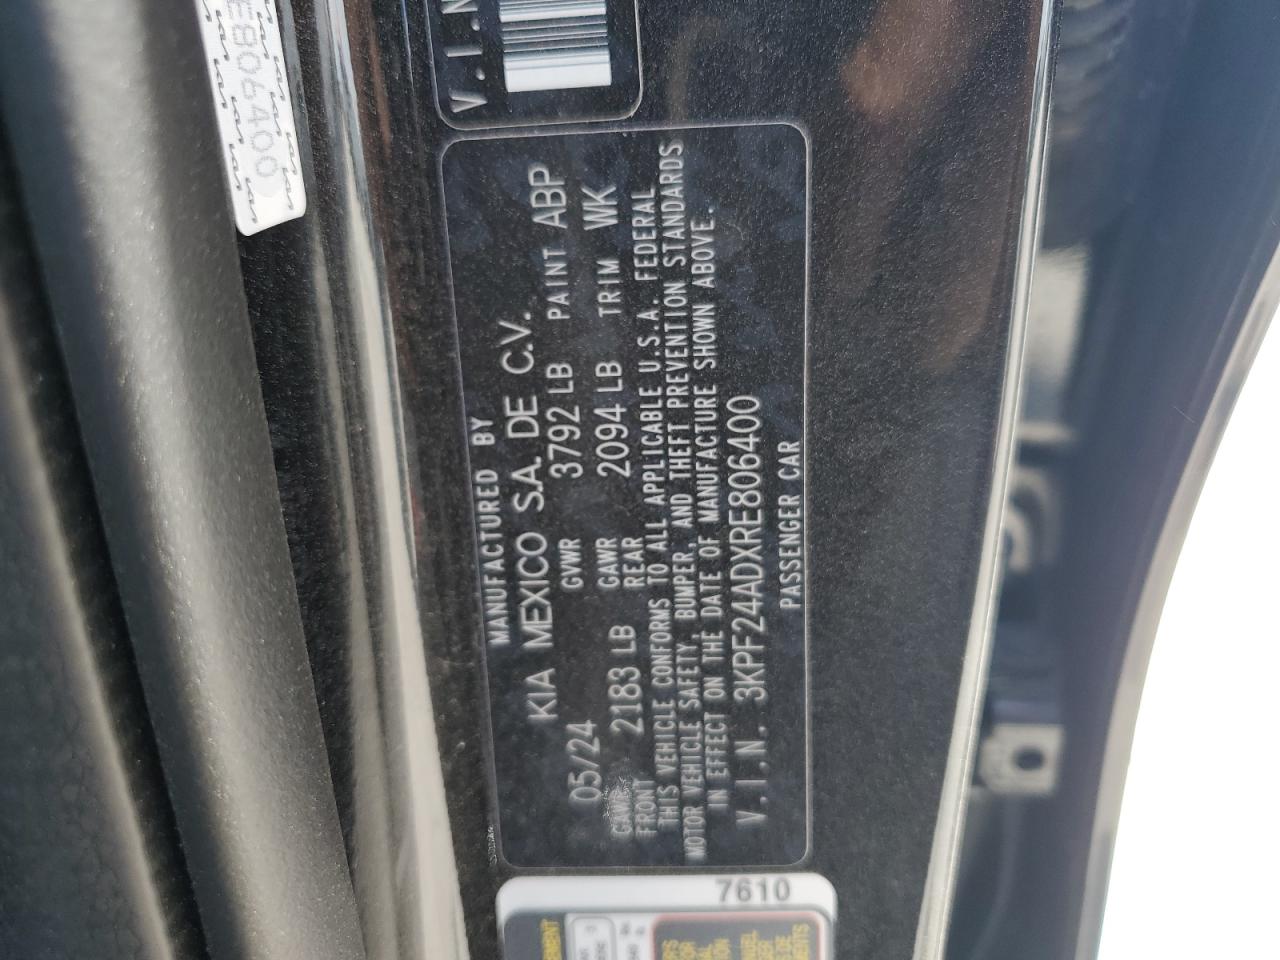 E806400
V.I.N
MANUFACTURED BY
KIA MEXICO S.A. DE C.V.
05/24 GVWR 3792 LB PAINT ABP
GAWR FRONT 2183 LB GAWR REAR 2094 LB TRIM WK
THIS VEHICLE CONFORMS TO ALL APPLICABLE U.S.A. FEDERAL
MOTOR VEHICLE SAFETY, BUMPER, AND THEFT PREVENTION STANDARDS
IN EFFECT ON THE DATE OF MANUFACTURE SHOWN ABOVE.
V.I.N. 3KPF24ADXRE806400
PASSENGER CAR
7610